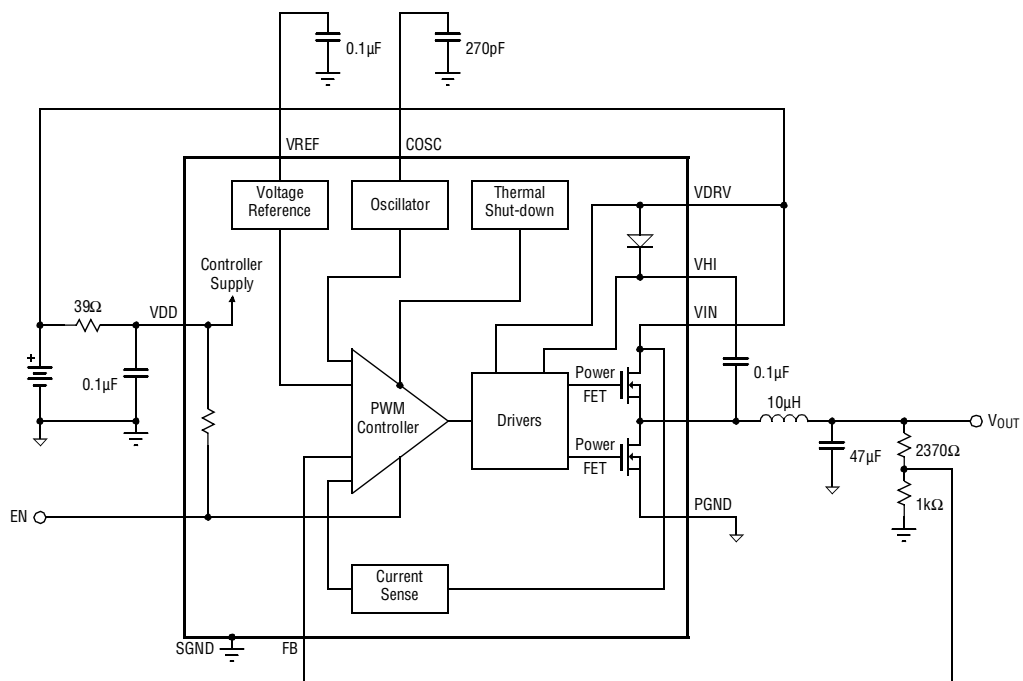 0.1µF
270pF
VREF
COSC
Voltage
Reference
Oscillator
Thermal
Shut-down
VDRV
Controller
Supply
VHI
39Ω
VDD
VIN
+
0.1µF
Power
FET
0.1µF
PWM
Controller
Drivers
10µH
VOUT
Power
FET
47µF
2370Ω
1kΩ
EN
PGND
Current
Sense
SGND
FB